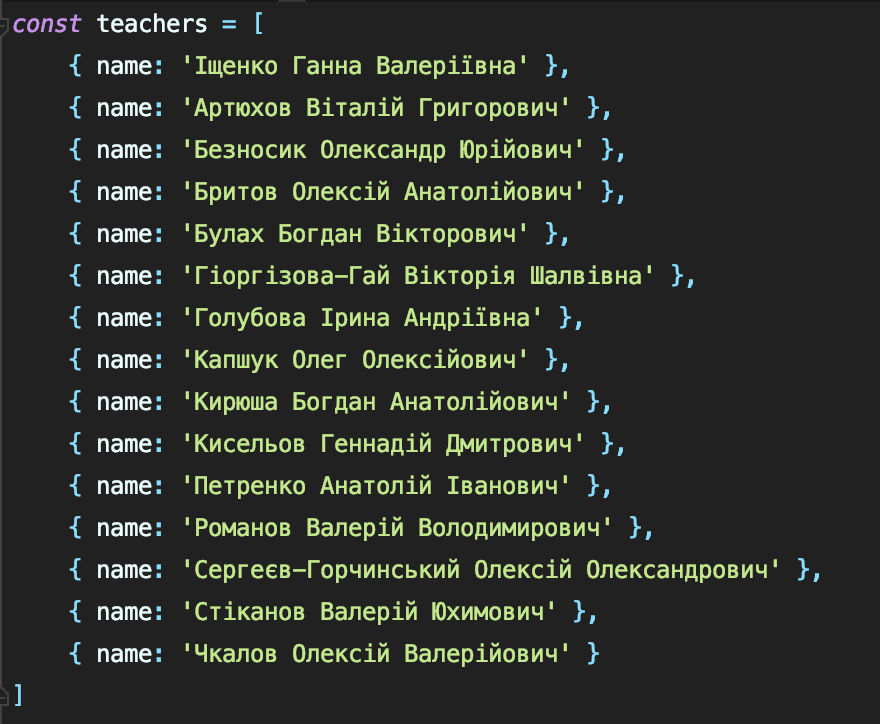 const teachers = [
{ name: 'Іщенко Ганна Валеріївна' },
{ name: 'Артюхов Віталій Григорович' },
{ name: 'Безносик Олександр Юрійович' },
{ name: 'Бритов Олексій Анатолійович' },
{ name: 'Булах Богдан Вікторович' },
{ name: 'Гіоргізова-Гай Вікторія Шалвівна' },
{ name: 'Голубова Ірина Андріївна' },
{ name: 'Капшук Олег Олексійович' },
{ name: 'Кирюша Богдан Анатолійович' },
{ name: 'Кисельов Геннадій Дмитрович' },
{ name: 'Петренко Анатолій Іванович' },
{ name: 'Романов Валерій Володимирович' },
{ name: 'Сергеєв-Горчинський Олексій Олександрович' },
{ name: 'Стіканов Валерій Юхимович' },
{ name: 'Чкалов Олексій Валерійович' }
]